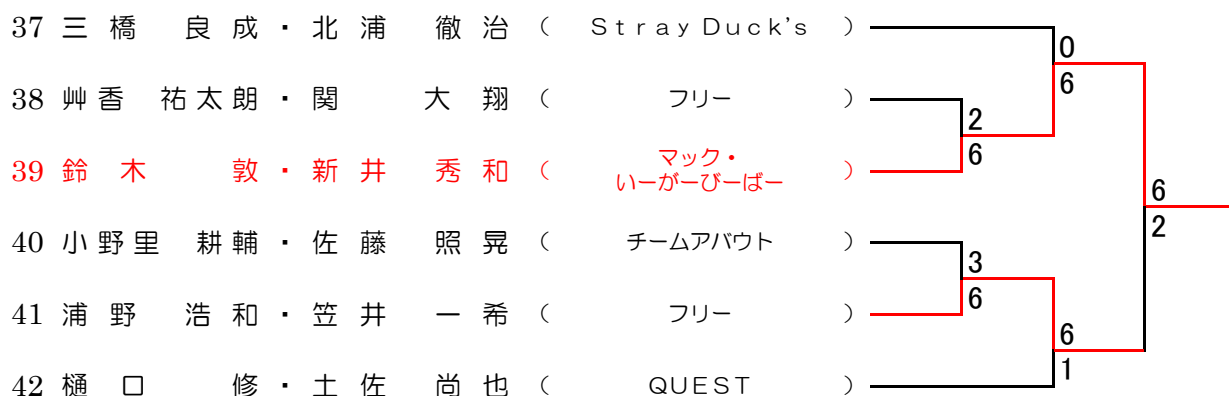 37 三橋 良成・北浦 徹治 ( Stray Duck's )
0
6
38 艸香 祐太朗・関 大翔 ( フリー )
2
6
39 鈴木 敦・新井 秀和 ( マック・
いーがーびーばー )
6
2
40 小野里 耕輔・佐藤 照晃 ( チームアバウト )
3
6
41 浦野 浩和・笠井 一希 ( フリー )
6
1
42 樋口 修・土佐 尚也 ( QUEST )